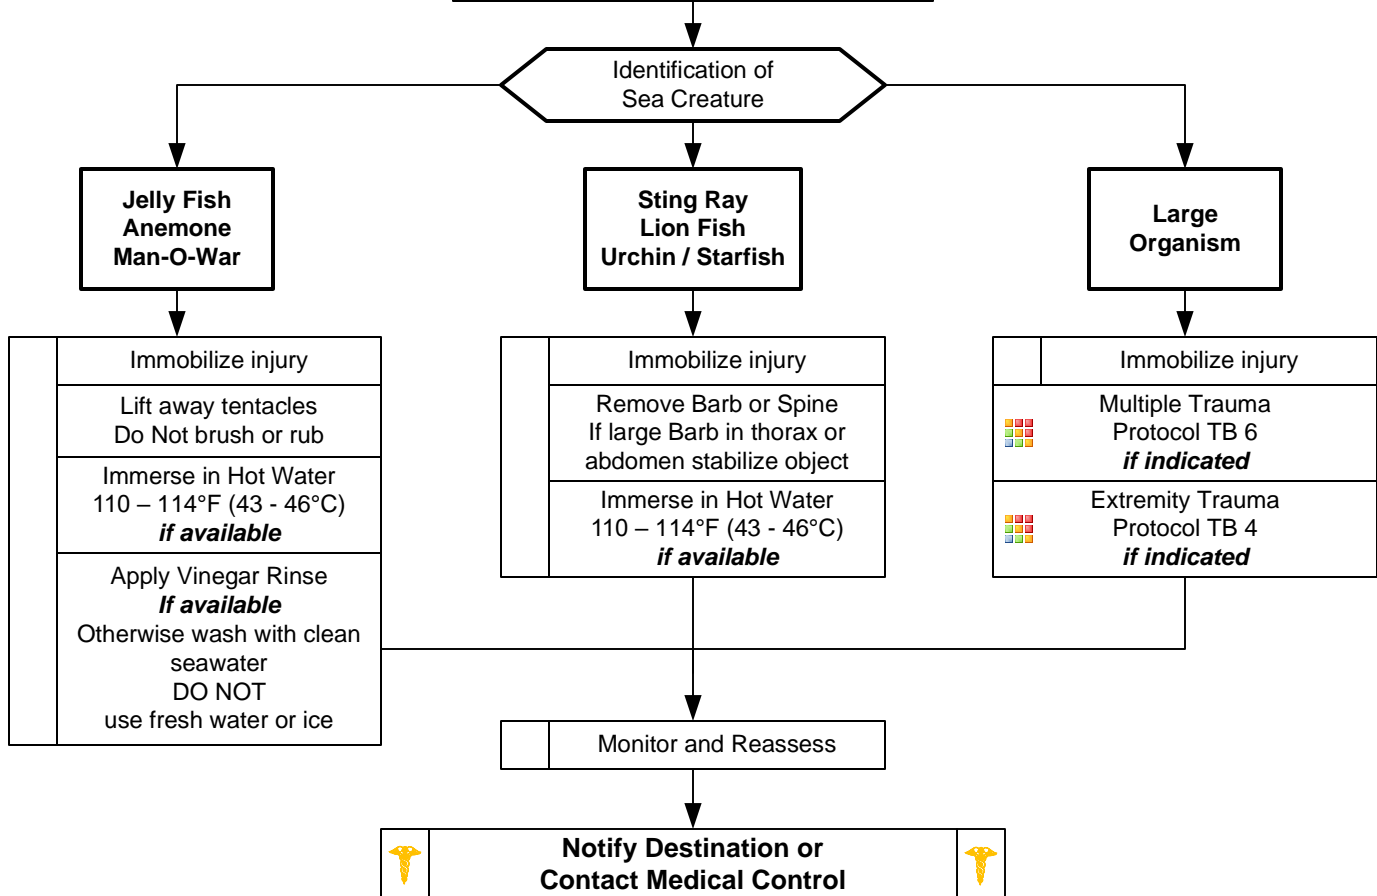 Identification of
Sea Creature
Jelly Fish
Anemone
Man-O-War
Sting Ray
Lion Fish
Urchin / Starfish
Large
Organism
Immobilize injury
Lift away tentacles
Do Not brush or rub
Immerse in Hot Water
110 – 114°F (43 - 46°C)
if available
Apply Vinegar Rinse
If available
Otherwise wash with clean
seawater
DO NOT
use fresh water or ice
Immobilize injury
Remove Barb or Spine
If large Barb in thorax or
abdomen stabilize object
Immerse in Hot Water
110 – 114°F (43 - 46°C)
if available
Immobilize injury
Multiple Trauma
Protocol TB 6
if indicated
Extremity Trauma
Protocol TB 4
if indicated
Monitor and Reassess
Notify Destination or
Contact Medical Control